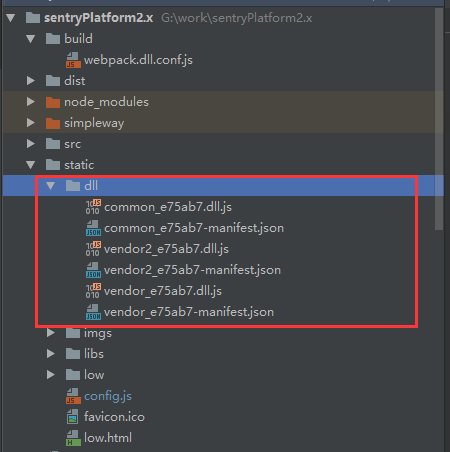 sentryPlatform2.x G:\work\sentryPlatform2.x
build
webpack.dll.conf.js
dist
node_modules
simpleway
src
static
dll
common_e75ab7.dll.js
common_e75ab7-manifest.json
vendor2_e75ab7.dll.js
vendor2_e75ab7-manifest.json
vendor_e75ab7.dll.js
vendor_e75ab7-manifest.json
imgs
libs
low
config.js
favicon.ico
low.html